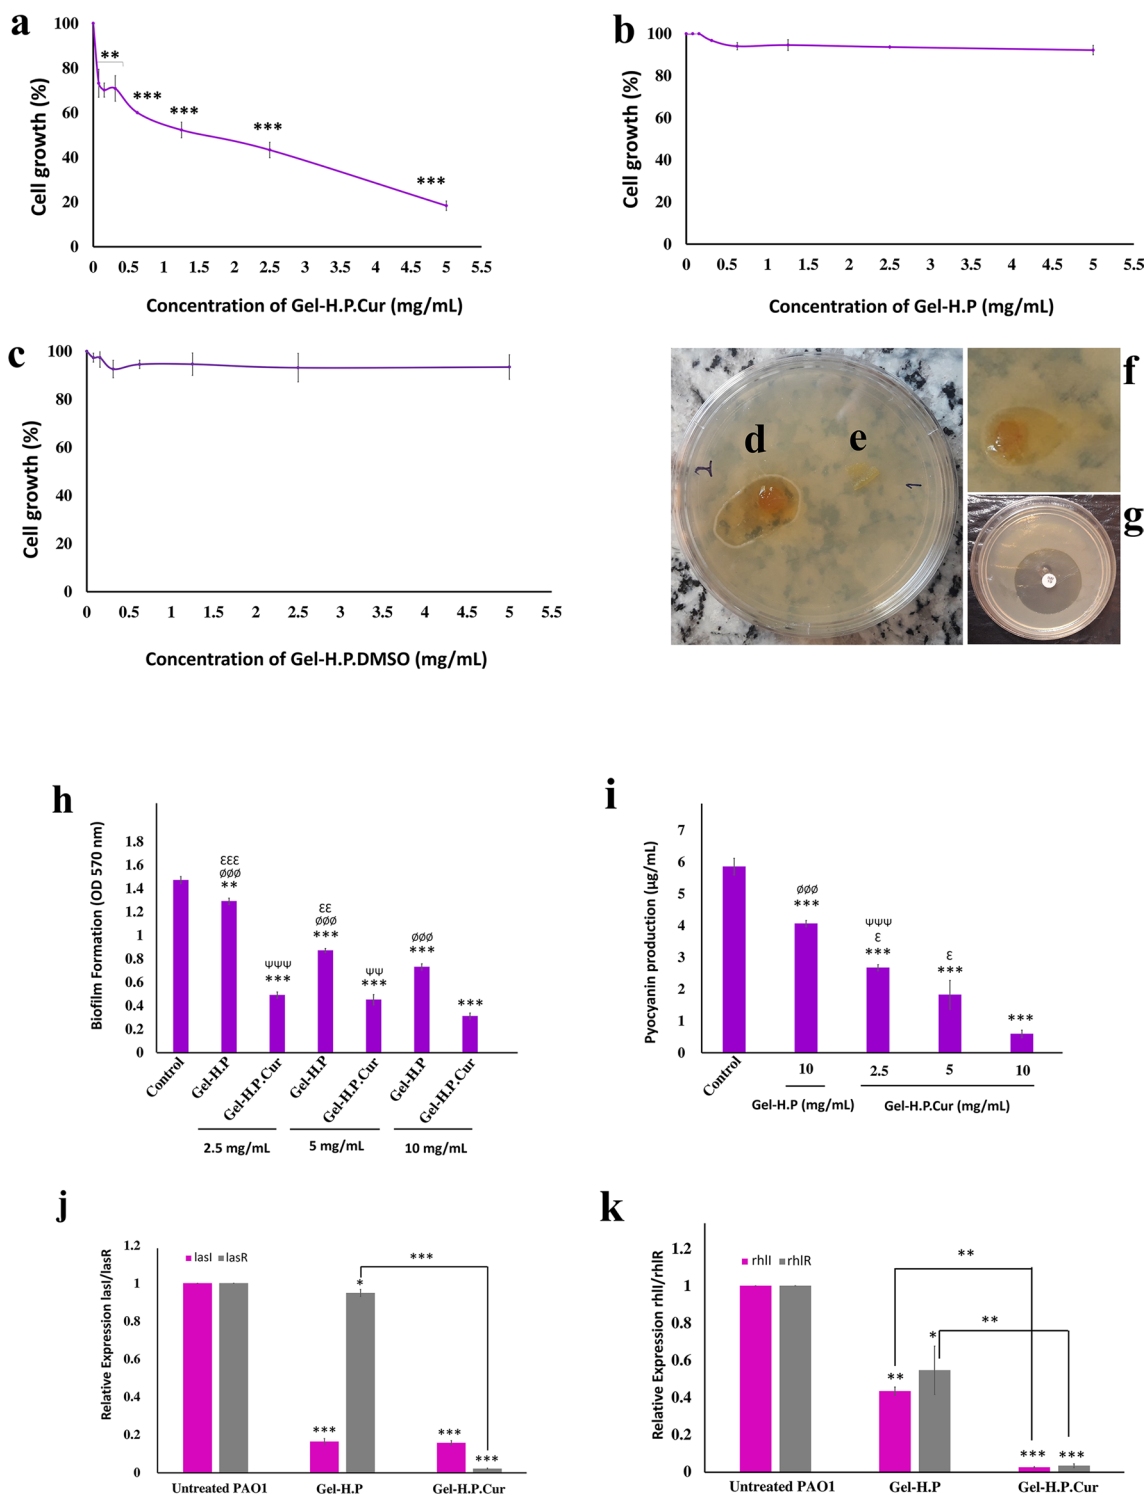 a
100
80
60
40
20
0
Cell growth (%)
**
***
***
***
***
0 0.5 1 1.5 2 2.5 3 3.5 4 4.5 5 5.5
Concentration of Gel-H.P.Cur (mg/mL)
b
100
80
60
40
20
0
Cell growth (%)
0 0.5 1 1.5 2 2.5 3 3.5 4 4.5 5 5.5
Concentration of Gel-H.P (mg/mL)
c
100
80
60
40
20
0
Cell growth (%)
0 0.5 1 1.5 2 2.5 3 3.5 4 4.5 5 5.5
Concentration of Gel-H.P.DMSO (mg/mL)
d
e
2
1
f
g
h
1.8
1.6
1.4
1.2
1
0.8
0.6
0.4
0.2
0
Biofilm Formation (OD 570 nm)
ƐƐƐ
ØØØ
**
ΨΨΨ
***
ƐƐ
ØØØ
***
ΨΨ
***
ØØØ
***
***
Control
Gel-H.P
Gel-H.P.Cur
Gel-H.P
Gel-H.P.Cur
Gel-H.P
Gel-H.P.Cur
2.5 mg/mL
5 mg/mL
10 mg/mL
i
7
6
5
4
3
2
1
0
Pyocyanin production (µg/mL)
ØØØ
***
ΨΨΨ
Ɛ
***
Ɛ
***
***
Control
10
2.5
5
10
Gel-H.P (mg/mL)
Gel-H.P.Cur (mg/mL)
j
1.2
1
0.8
0.6
0.4
0.2
0
Relative Expression lasI/lasR
lasI lasR
***
*
***
***
***
Untreated PAO1
Gel-H.P
Gel-H.P.Cur
k
1.2
1
0.8
0.6
0.4
0.2
0
Relative Expression rhlI/rhlR
rhlI rhlR
**
**
*
**
***
***
Untreated PAO1
Gel-H.P
Gel-H.P.Cur